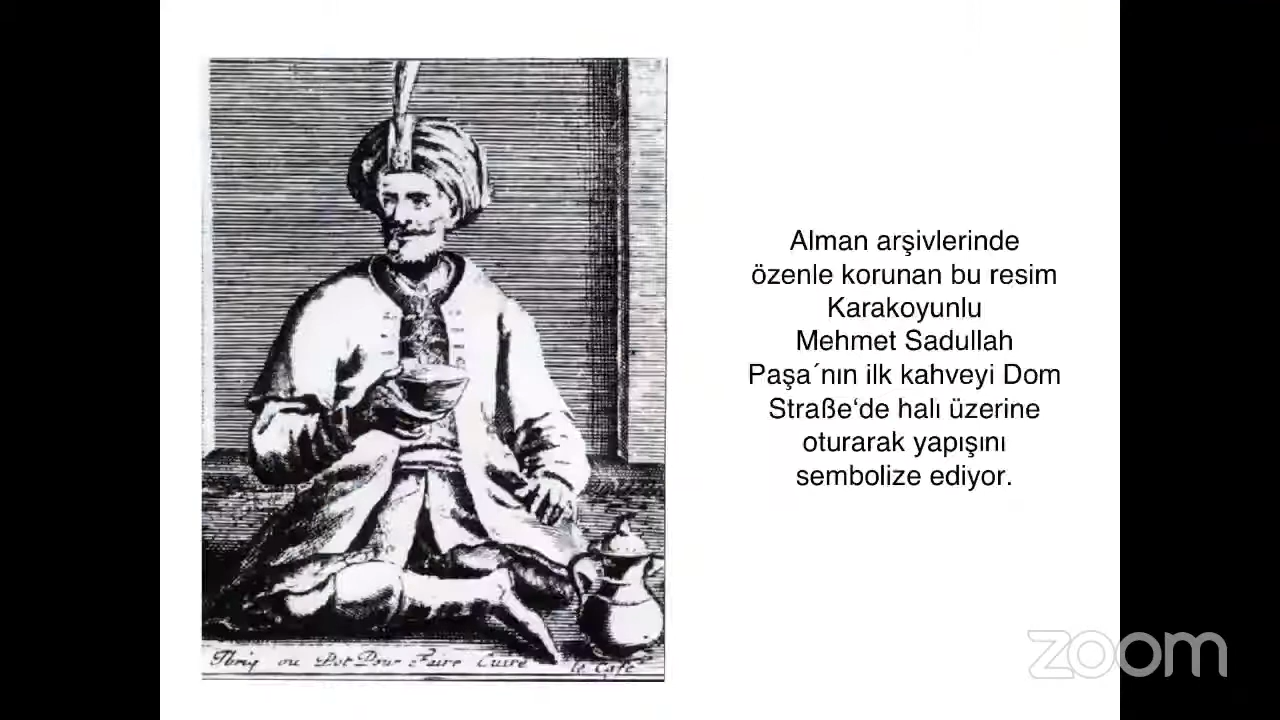 Alman arşivlerinde
özenle korunan bu resim
Karakoyunlu
Mehmet Sadullah
Paşa´nın ilk kahveyi Dom
Straße‘de halı üzerine
oturarak yapışını
sembolize ediyor.
Ibriq ou Pot Pour Faire Cuire le Café
zoom